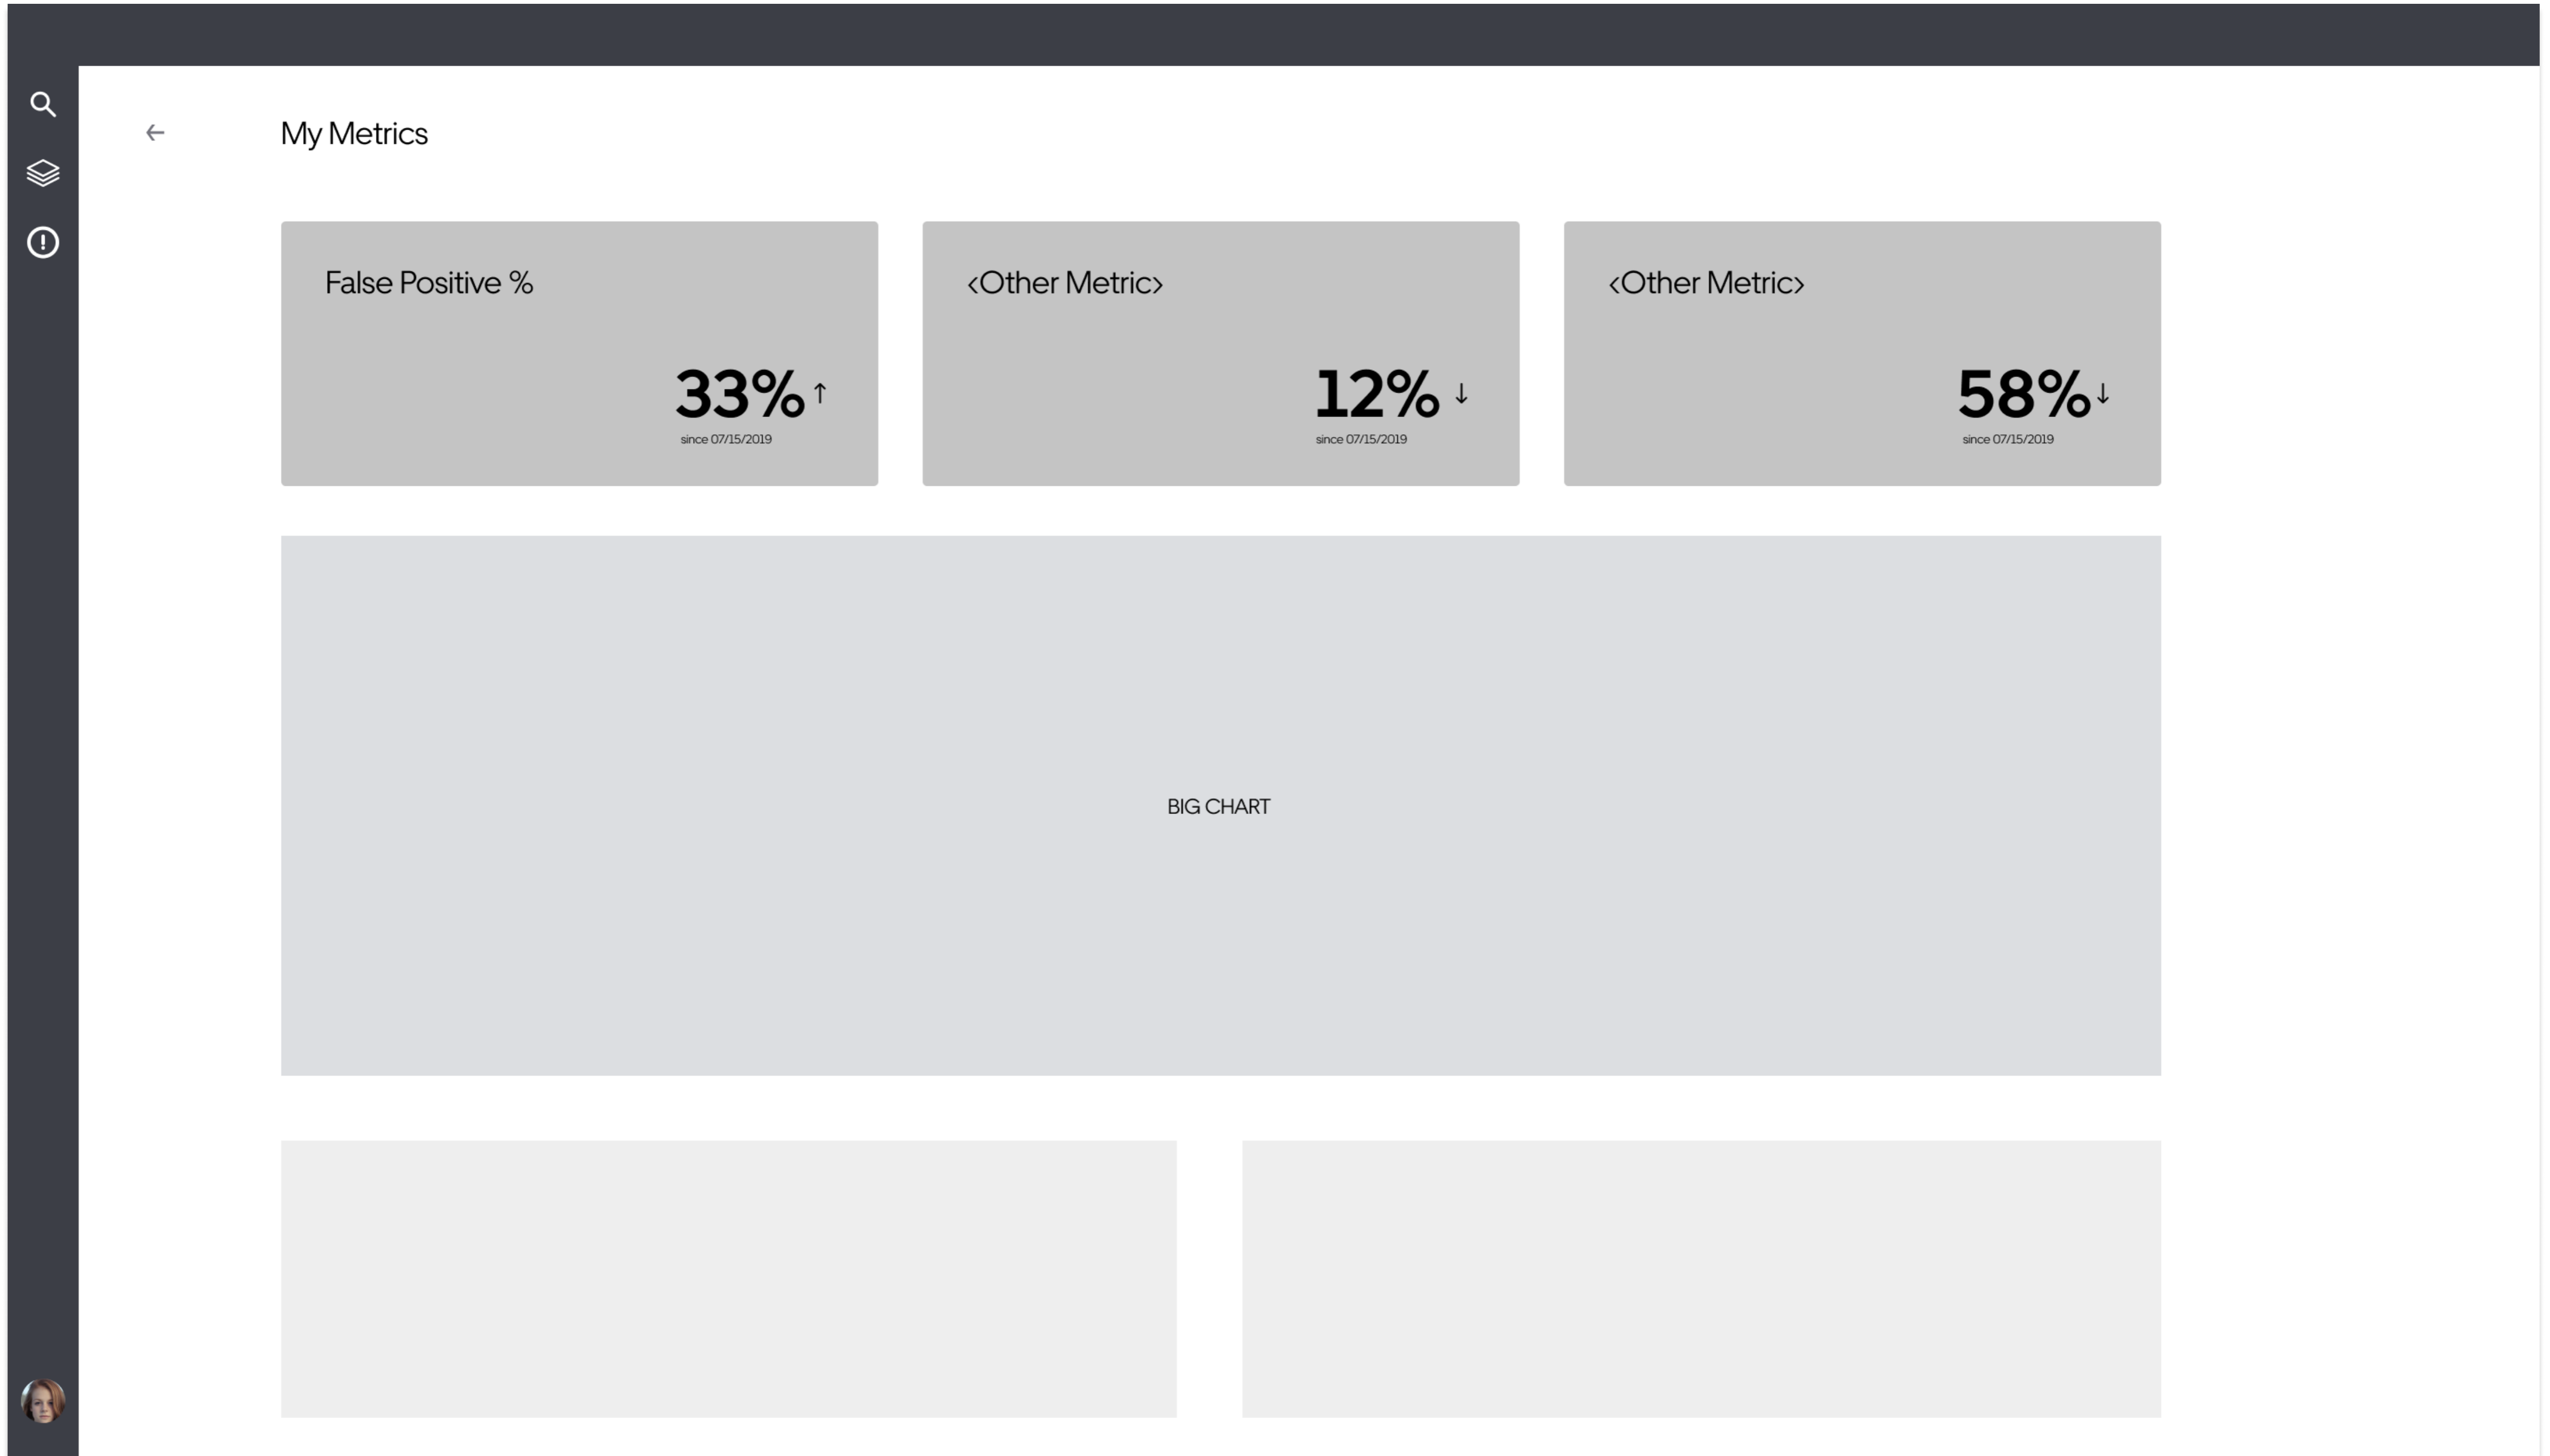 My Metrics
False Positive %
33% ↑
since 07/15/2019
<Other Metric>
12% ↓
since 07/15/2019
<Other Metric>
58% ↓
since 07/15/2019
BIG CHART